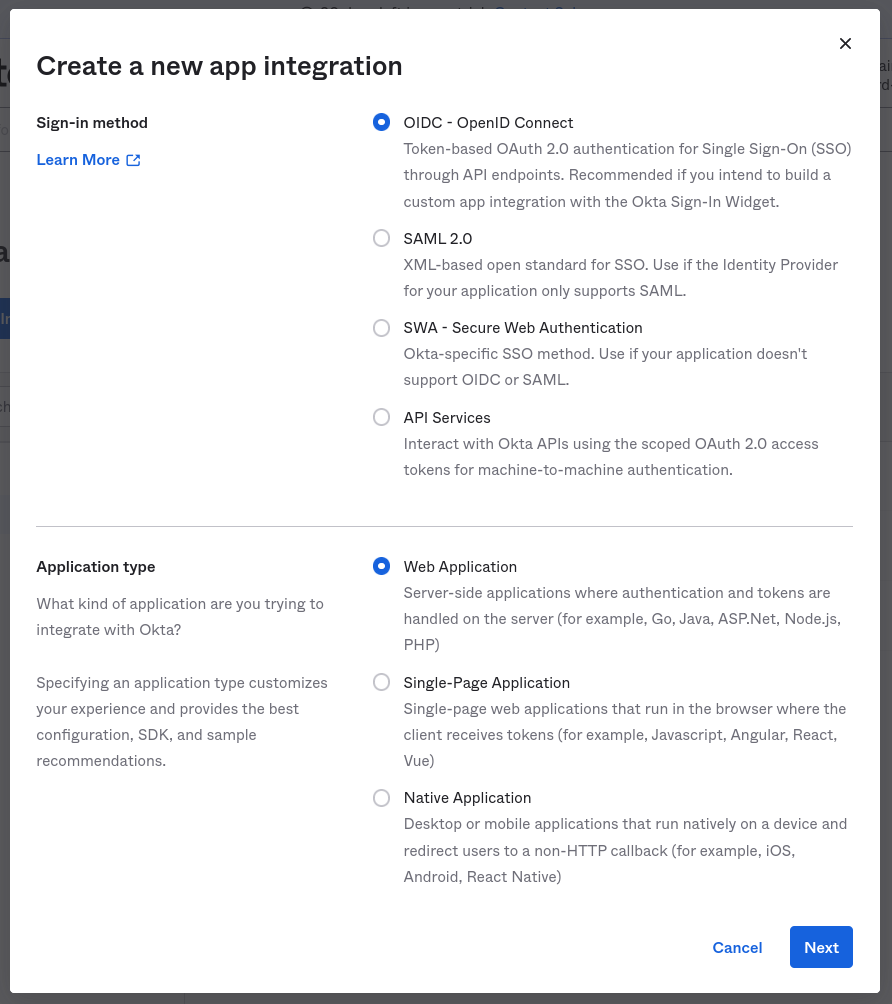 Create a new app integration
Sign-in method
Learn More
OIDC - OpenID Connect
Token-based OAuth 2.0 authentication for Single Sign-On (SSO)
through API endpoints. Recommended if you intend to build a
custom app integration with the Okta Sign-In Widget.
SAML 2.0
XML-based open standard for SSO. Use if the Identity Provider
for your application only supports SAML.
SWA - Secure Web Authentication
Okta-specific SSO method. Use if your application doesn't
support OIDC or SAML.
API Services
Interact with Okta APIs using the scoped OAuth 2.0 access
tokens for machine-to-machine authentication.
Application type
What kind of application are you trying to
integrate with Okta?
Specifying an application type customizes
your experience and provides the best
configuration, SDK, and sample
recommendations.
Web Application
Server-side applications where authentication and tokens are
handled on the server (for example, Go, Java, ASP.Net, Node.js,
PHP)
Single-Page Application
Single-page web applications that run in the browser where the
client receives tokens (for example, Javascript, Angular, React,
Vue)
Native Application
Desktop or mobile applications that run natively on a device and
redirect users to a non-HTTP callback (for example, iOS,
Android, React Native)
Cancel
Next